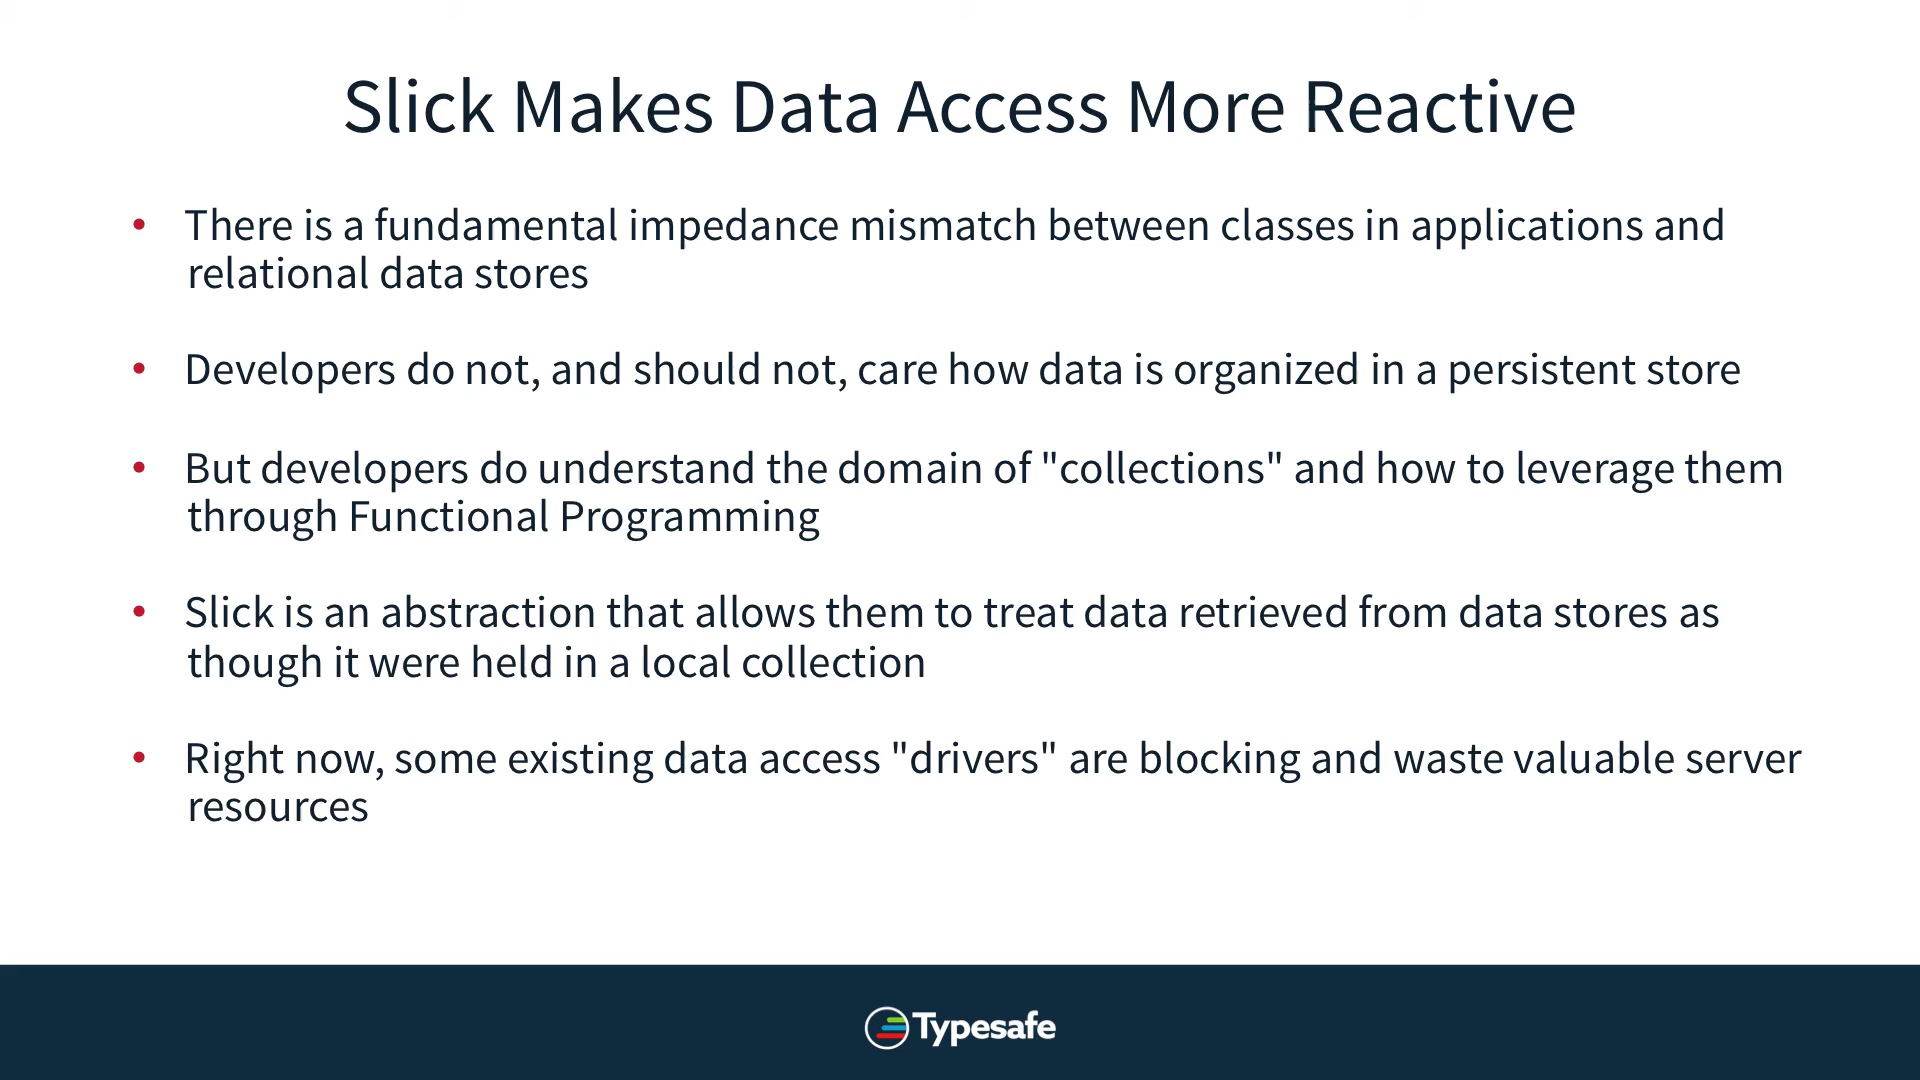 Slick Makes Data Access More Reactive
• There is a fundamental impedance mismatch between classes in applications and
relational data stores
• Developers do not, and should not, care how data is organized in a persistent store
• But developers do understand the domain of "collections" and how to leverage them
through Functional Programming
• Slick is an abstraction that allows them to treat data retrieved from data stores as
though it were held in a local collection
• Right now, some existing data access "drivers" are blocking and waste valuable server
resources
Typesafe